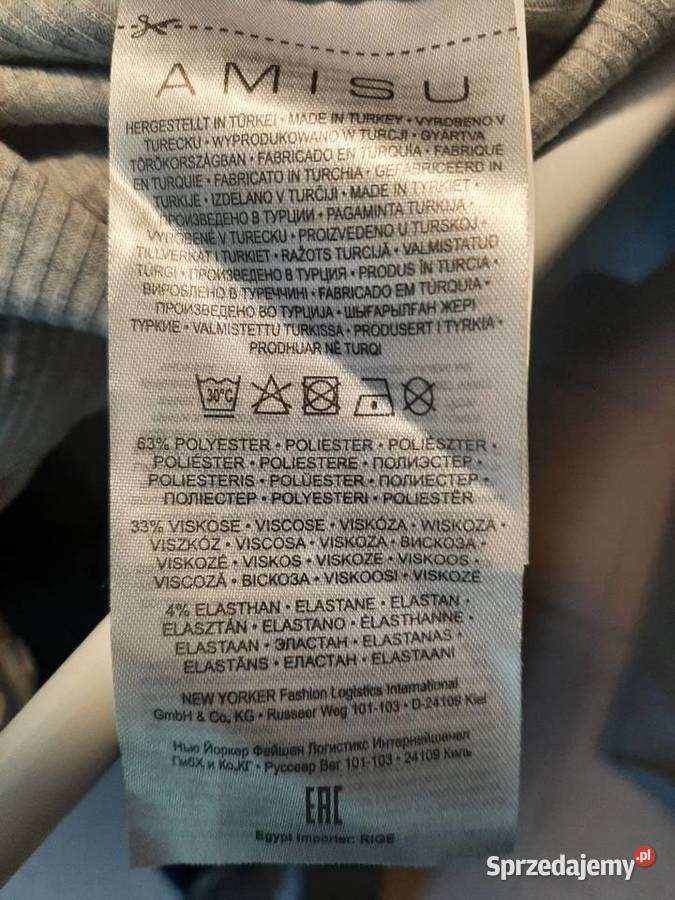 AMISU
HERGESTELLT IN TÜRKEI • MADE IN TURKEY • VYROBENO V
TURECKU • WYPRODUKOWANO W TURCJI • GYÁRTVA
TÖRÖKORSZÁGBAN • FABRICADO EN TURQUÍA • FABRIQUÉ
EN TURQUIE • FABRICATO IN TURCHIA • GEFABRICEERD IN
TURKIJE • IZDELANO V TURČIJI • MADE IN TYRKIET •
ПРОИЗВЕДЕНО В ТУРЦИИ • PAGAMINTA TURKIJA •
VYROBENÉ V TURECKU • PROIZVEDENO U TURSKOJ •
TILLVERKAT I TURKIET • RAŽOTS TURCIJĀ • VALMISTATUD
TÜRGI • ПРОИЗВЕДЕНО В ТУРЦИЯ • PRODUS ÎN TURCIA •
ВИРОБЛЕНО В ТУРЕЧЧИНІ • FABRICADO EM TURQUIA •
ПРОИЗВЕДЕНО ВО ТУРЦИЈА • ШЫҒАРЫЛҒАН ЖЕРІ
ТҮРКИЕ • VALMISTETTU TURKISSA • PRODUSERT I TYRKIA •
PRODHUAR NË TURQI
30°C
63% POLYESTER • POLIESTER • POLIÉSZTER •
POLIÉSTER • POLIESTERE • ПОЛИЭСТЕР •
POLIESTERIS • POLÜESTER • ПОЛИЕСТЕР •
ПОЛІЕСТЕР • POLYESTERI • POLIESTËR
33% VISKOSE • VISCOSE • VISKÓZA • WISKOZA •
VISZKÓZ • VISCOSA • VISKOZA • ВИСКОЗА •
VISKOZĖ • VISKOS • VISKOZE • VISKOOS •
VISCOZĂ • ВІСКОЗА • VISKOOSI • VISKOZË
4% ELASTHAN • ELASTANE • ELASTAN •
ELASZTÁN • ELASTANO • ÉLASTHANNE •
ELASTAAN • ЭЛАСТАН • ELASTANAS •
ELASTĀNS • ЕЛАСТАН • ELASTAANI
NEW YORKER Fashion Logistics International
GmbH & Co. KG • Russeer Weg 101-103 • D-24109 Kiel
Нью Йоркер Фейшен Логистикс Интернейшенел
ГмбХ и Ко.КГ • Руссеер Вег 101-103 • 24109 Киль
EAC
Egypt Importer: RIGE
Sprzedajemy.pl